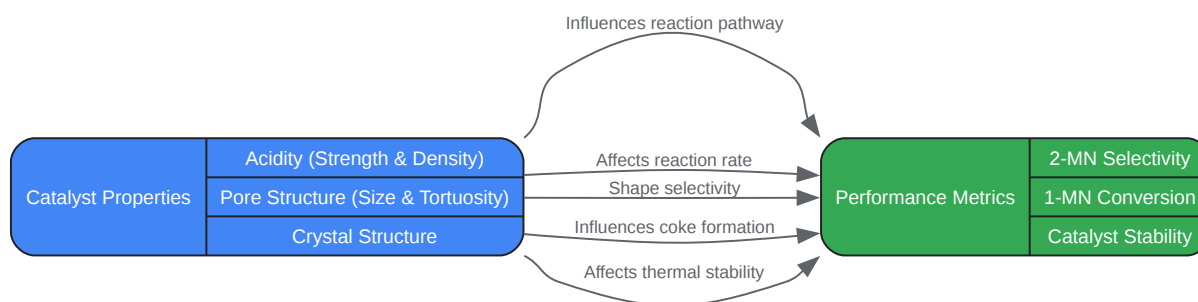 Influences reaction pathway
Catalyst Properties
Acidity (Strength & Density)
Pore Structure (Size & Tortuosity)
Crystal Structure
Affects reaction rate
Shape selectivity
Influences coke formation
Affects thermal stability
Performance Metrics
2-MN Selectivity
1-MN Conversion
Catalyst Stability